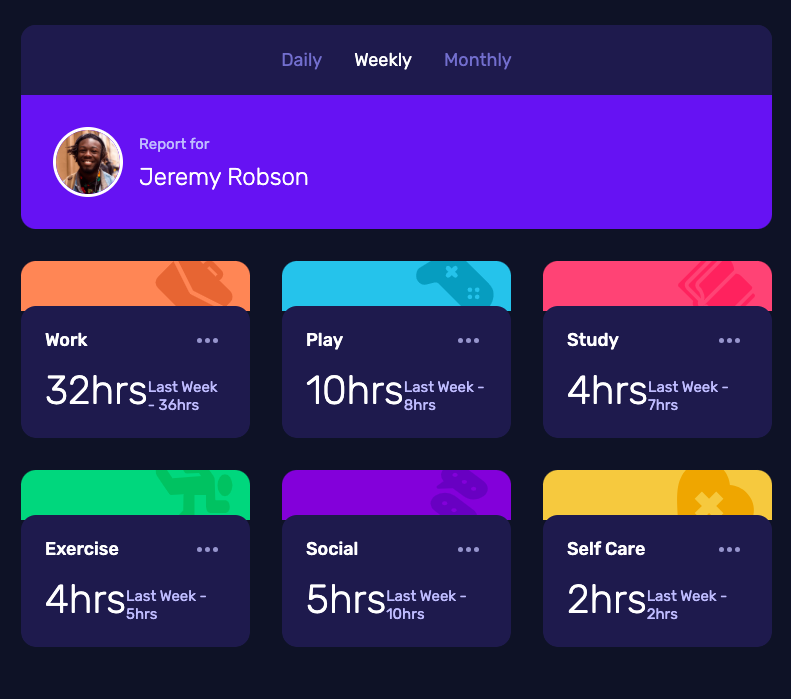 Daily Weekly Monthly
Report for
Jeremy Robson
Work
32hrs Last Week
- 36hrs
Play
10hrs Last Week -
8hrs
Study
4hrs Last Week -
7hrs
Exercise
4hrs Last Week -
5hrs
Social
5hrs Last Week -
10hrs
Self Care
2hrs Last Week -
2hrs